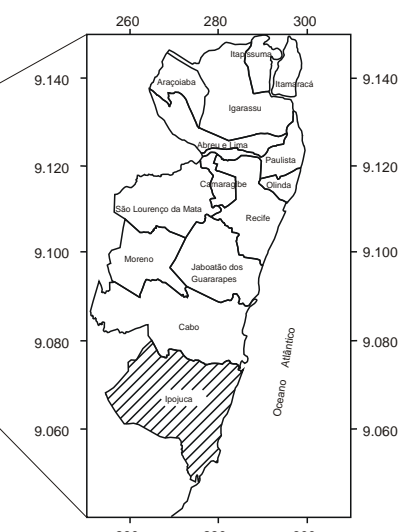 260 280 300
9.140 9.140
Itapissuma
Araçoiaba
Itamaracá
Igarassu
Abreu e Lima
Paulista
9.120 9.120
Camaragibe
Olinda
São Lourenço da Mata
Recife
9.100 9.100
Moreno
Jaboatão dos
Guararapes
Cabo
9.080 9.080
Oceano Atlântico
Ipojuca
9.060 9.060